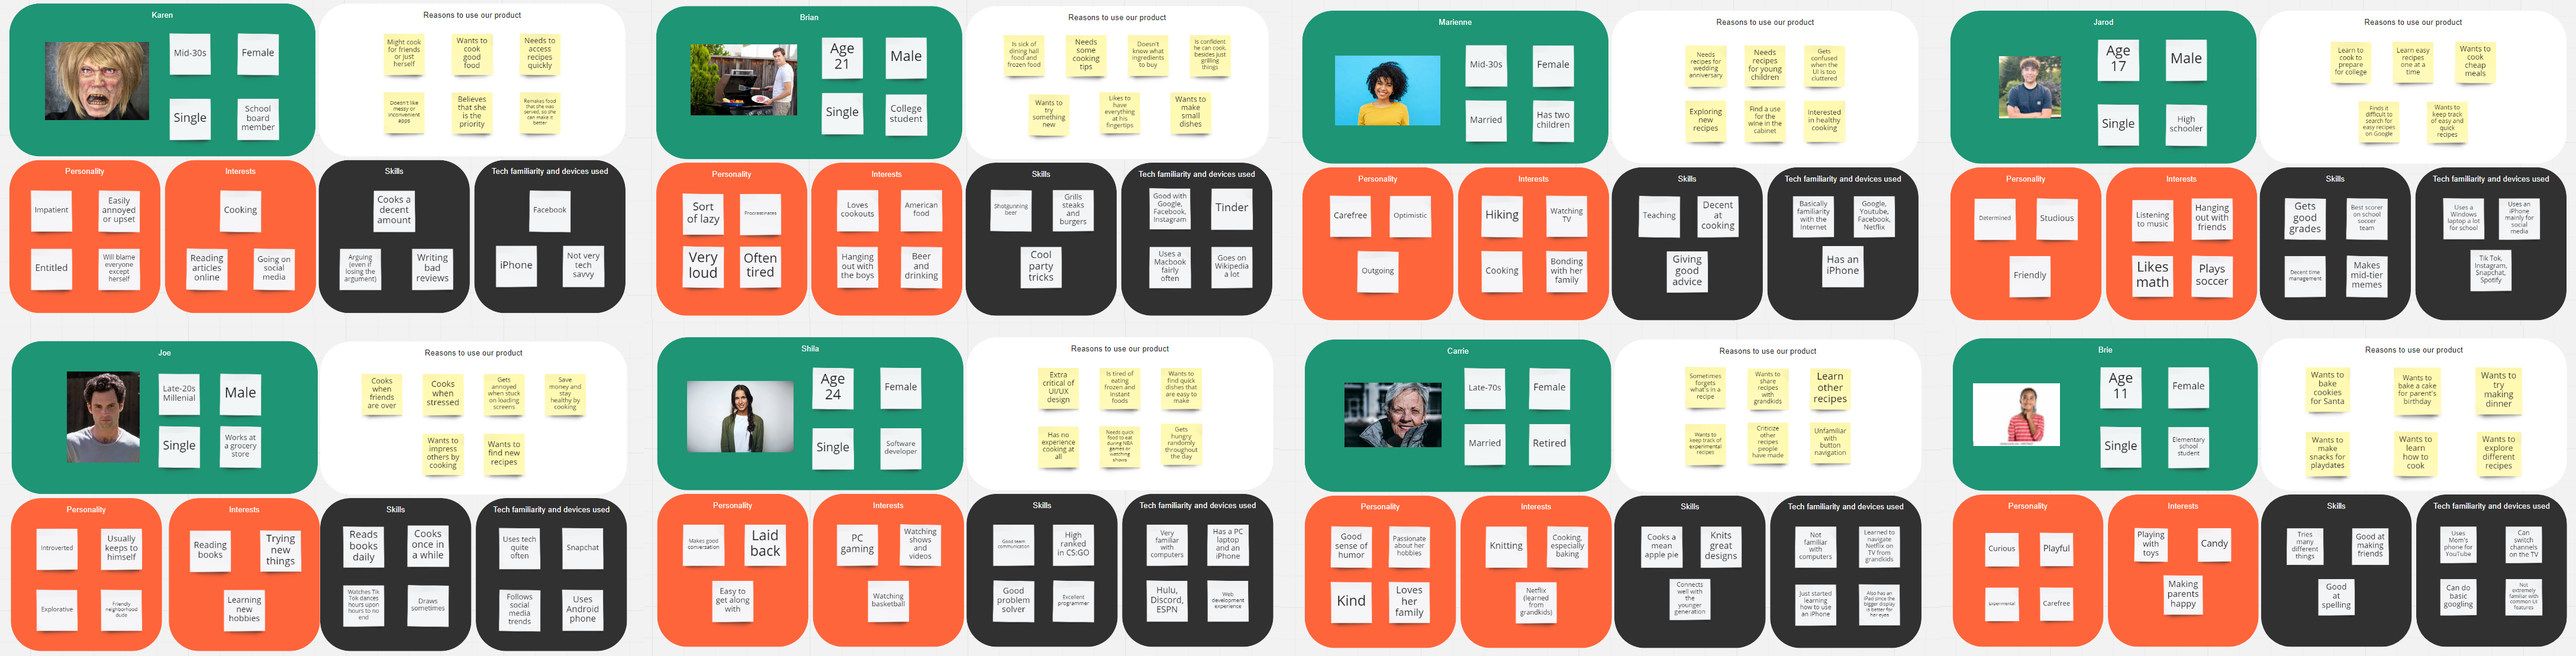 Karen
Mid-30s
Female
Single
School
board
member
Reasons to use our product
Might cook
for friends
or just
herself
Wants to
cook
good
food
Needs to
access
recipes
quickly
Doesn't like
messy or
inconvenient
apps
Believes
that she
is the
priority
Remakes food
that she was
served, so she
can make it
better
Personality
Impatient
Easily
annoyed
or upset
Entitled
Will blame
everyone
except
herself
Interests
Cooking
Reading
articles
online
Going on
social
media
Skills
Cooks a
decent
amount
Arguing
(even if
losing the
argument)
Writing
bad
reviews
Tech familiarity and devices used
Facebook
iPhone
Not very
tech
savvy
Brian
Age
21
Male
Single
College
student
Reasons to use our product
Is sick of
dining hall
food and
frozen food
Needs
some
cooking
tips
Doesn't
know what
ingredients
to buy
Is confident
he can cook,
besides just
grilling
things
Wants to
try
something
new
Likes to
have
everything
at his
fingertips
Wants to
make
small
dishes
Personality
Sort
of lazy
Procrastinates
Very
loud
Often
tired
Interests
Loves
cookouts
American
food
Hanging
out with
the boys
Beer
and
drinking
Skills
Shotgunning
beer
Grills
steaks
and
burgers
Cool
party
tricks
Tech familiarity and devices used
Good with
Google,
Facebook,
Instagram
Tinder
Uses a
Macbook
fairly
often
Goes on
Wikipedia
a lot
Marienne
Mid-30s
Female
Married
Has two
children
Reasons to use our product
Needs
recipes for
wedding
anniversary
Needs
recipes
for young
children
Gets
confused
when the
UI is too
cluttered
Exploring
new
recipes
Find a use
for the
wine in the
cabinet
Interested
in healthy
cooking
Personality
Carefree
Optimistic
Outgoing
Interests
Hiking
Watching
TV
Cooking
Bonding
with her
family
Skills
Teaching
Decent
at
cooking
Giving
good
advice
Tech familiarity and devices used
Basically
familiarity
with the
Internet
Google,
Youtube,
Facebook,
Netflix
Has an
iPhone
Jarod
Age
17
Male
Single
High
schooler
Reasons to use our product
Learn to
cook to
prepare
for college
Learn easy
recipes
one at a
time
Wants to
cook
cheap
meals
Finds it
difficult to
search for
easy recipes
on Google
Wants to
keep track
of easy and
quick
recipes
Personality
Determined
Studious
Friendly
Interests
Listening
to music
Hanging
out with
friends
Likes
math
Plays
soccer
Skills
Gets
good
grades
Best scorer
on school
soccer
team
Decent time
management
Makes
mid-tier
memes
Tech familiarity and devices used
Uses a
Windows
laptop a lot
for school
Uses an
iPhone
mainly for
social
media
Tik Tok,
Instagram,
Snapchat,
Spotify
Joe
Late-20s
Millenial
Male
Single
Works at
a grocery
store
Reasons to use our product
Cooks
when
friends
are over
Cooks
when
stressed
Gets
annoyed
when stuck
on loading
screens
Save
money and
stay
healthy by
cooking
Wants to
impress
others by
cooking
Wants to
find new
recipes
Personality
Introverted
Usually
keeps to
himself
Explorative
Friendly
neighborhood
dude
Interests
Reading
books
Trying
new
things
Learning
new
hobbies
Skills
Reads
books
daily
Cooks
once in
a while
Watches Tik
Tok dances
hours upon
hours to no
end
Draws
sometimes
Tech familiarity and devices used
Uses tech
quite
often
Snapchat
Follows
social
media
trends
Uses
Android
phone
Shila
Age
24
Female
Single
Software
developer
Reasons to use our product
Extra
critical of
UI/UX
design
Is tired of
eating
frozen and
instant
foods
Wants to
find quick
dishes that
are easy to
make
Has no
experience
cooking at
all
Needs quick
food to eat
during NBA
games or
watching
shows
Gets
hungry
randomly
throughout
the day
Personality
Makes good
conversation
Laid
back
Easy to
get along
with
Interests
PC
gaming
Watching
shows
and
videos
Watching
basketball
Skills
Good team
communication
High
ranked
in CS:GO
Good
problem
solver
Excellent
programmer
Tech familiarity and devices used
Very
familiar
with
computers
Has a PC
laptop
and an
iPhone
Hulu,
Discord,
ESPN
Web
development
experience
Carrie
Late-70s
Female
Married
Retired
Reasons to use our product
Sometimes
forgets
what's in a
recipe
Wants to
share
recipes
with
grandkids
Learn
other
recipes
Wants to
keep track of
experimental
recipes
Criticize
other
recipes
people
have made
Unfamiliar
with
button
navigation
Personality
Good
sense of
humor
Passionate
about her
hobbies
Kind
Loves
her
family
Interests
Knitting
Cooking,
especially
baking
Netflix
(learned
from
grandkids)
Skills
Cooks a
mean
apple pie
Knits
great
designs
Connects
well with
the
younger
generation
Tech familiarity and devices used
Not
familiar
with
computers
Learned to
navigate
Netflix on
TV from
grandkids
Just started
learning
how to use
an iPhone
Also has an
iPad since the
bigger display
is better for
her eyes
Brie
Age
11
Female
Single
Elementary
school
student
Reasons to use our product
Wants to
bake
cookies
for Santa
Wants to
bake a cake
for parent's
birthday
Wants to
try
making
dinner
Wants to
make
snacks for
playdates
Wants to
learn
how to
cook
Wants to
explore
different
recipes
Personality
Curious
Playful
Experimental
Carefree
Interests
Playing
with
toys
Candy
Making
parents
happy
Skills
Tries
many
different
things
Good at
making
friends
Good
at
spelling
Tech familiarity and devices used
Uses
Mom's
phone for
YouTube
Can
switch
channels
on the TV
Can do
basic
googling
Not
extremely
familiar with
common UI
features